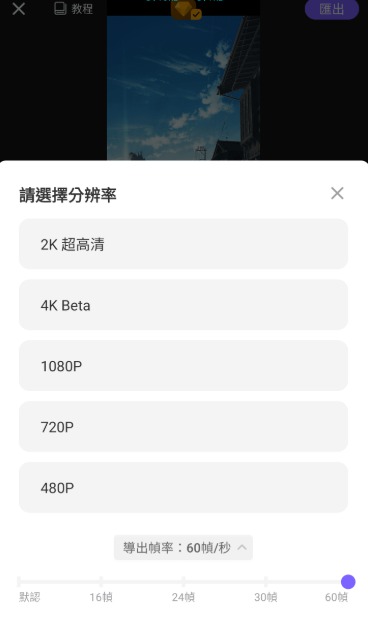 教程
匯出
請選擇分辨率
2K 超高清
4K Beta
1080P
720P
480P
導出幀率：60幀/秒
默認
16幀
24幀
30幀
60幀